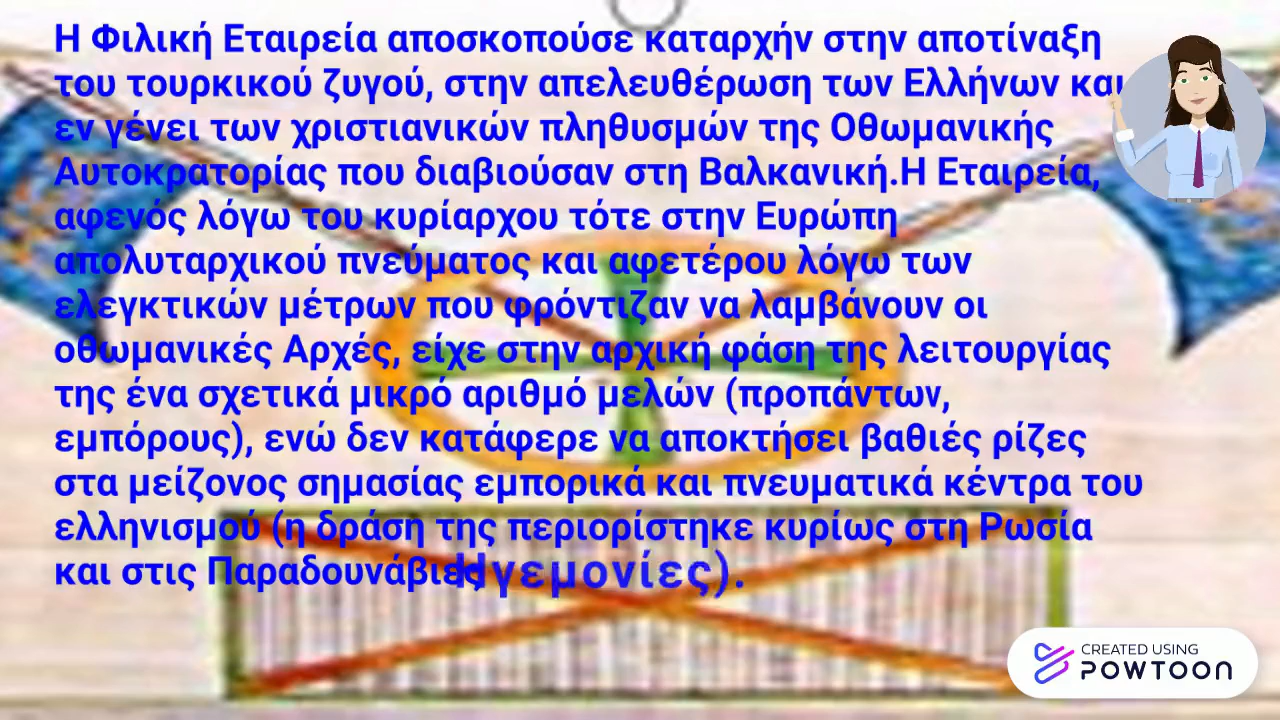 Η Φιλική Εταιρεία αποσκοπούσε καταρχήν στην αποτίναξη
του τουρκικού ζυγού, στην απελευθέρωση των Ελλήνων και
εν γένει των χριστιανικών πληθυσμών της Οθωμανικής
Αυτοκρατορίας που διαβιούσαν στη Βαλκανική.Η Εταιρεία,
αφενός λόγω του κυρίαρχου τότε στην Ευρώπη
απολυταρχικού πνεύματος και αφετέρου λόγω των
ελεγκτικών μέτρων που φρόντιζαν να λαμβάνουν οι
οθωμανικές Αρχές, είχε στην αρχική φάση της λειτουργίας
της ένα σχετικά μικρό αριθμό μελών (προπάντων,
εμπόρους), ενώ δεν κατάφερε να αποκτήσει βαθιές ρίζες
στα μείζονος σημασίας εμπορικά και πνευματικά κέντρα του
ελληνισμού (η δράση της περιορίστηκε κυρίως στη Ρωσία
και στις Παραδουνάβιες Ηγεμονίες).
CREATED USING
POWTOON